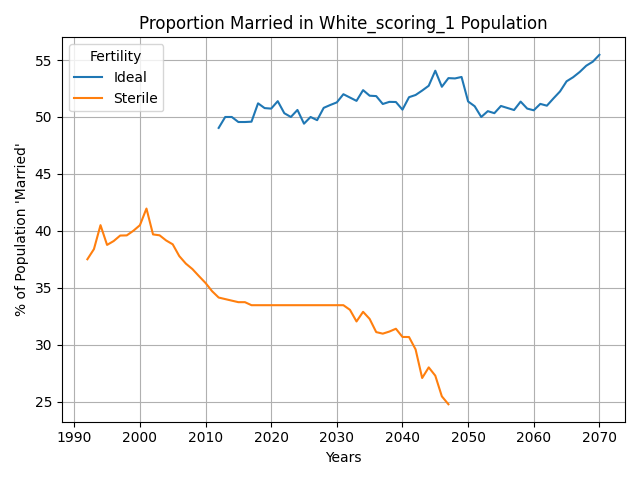 Proportion Married in White_scoring_1 Population
Fertility
Ideal
Sterile
% of Population 'Married'
55
50
45
40
35
30
25
1990 2000 2010 2020 2030 2040 2050 2060 2070
Years